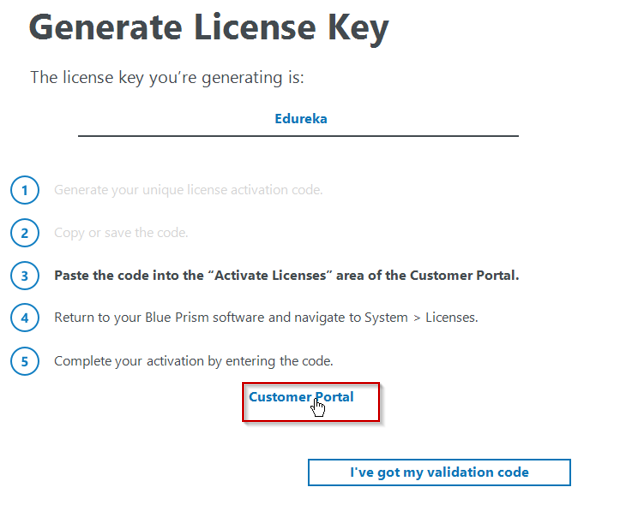 Generate License Key
The license key you’re generating is:
Edureka
1 Generate your unique license activation code.
2 Copy or save the code.
3 Paste the code into the “Activate Licenses” area of the Customer Portal.
4 Return to your Blue Prism software and navigate to System > Licenses.
5 Complete your activation by entering the code.
Customer Portal
I've got my validation code